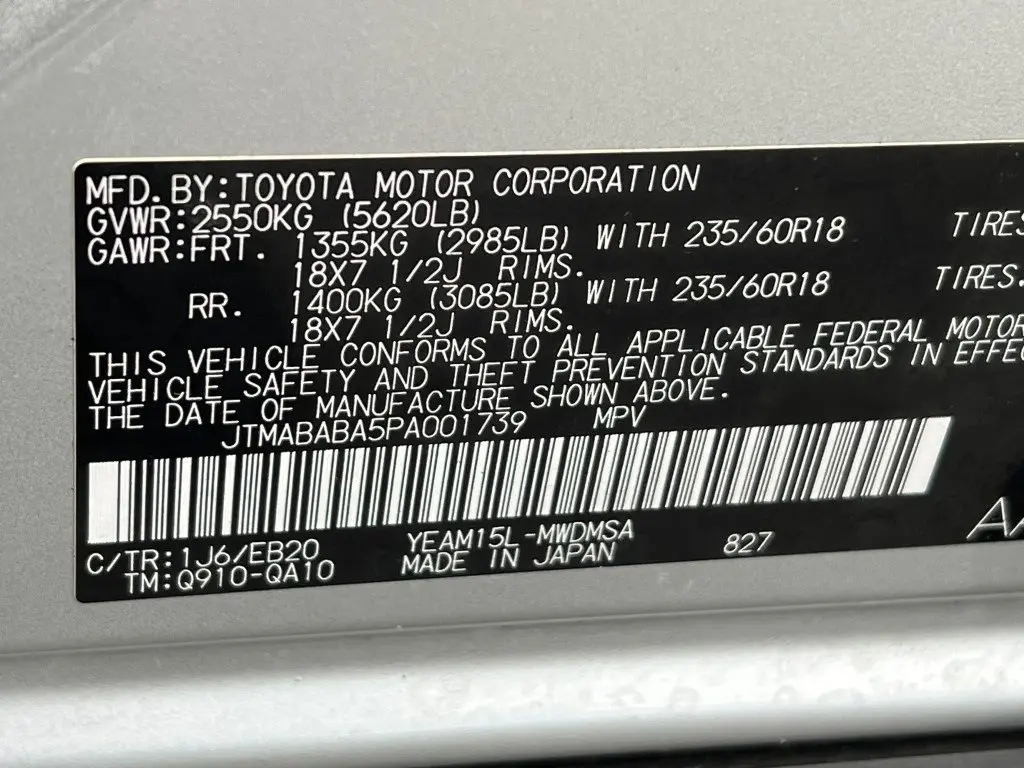 MFD.BY:TOYOTA MOTOR CORPORATION
GVWR:2550KG (5620LB)
GAWR:FRT. 1355KG (2985LB) WITH 235/60R18 TIRES
18X7 1/2J RIMS.
RR. 1400KG (3085LB) WITH 235/60R18 TIRES.
18X7 1/2J RIMS.
THIS VEHICLE CONFORMS TO ALL APPLICABLE FEDERAL MOTOR
VEHICLE SAFETY AND THEFT PREVENTION STANDARDS IN
THE DATE OF MANUFACTURE SHOWN ABOVE.
JTMABABA5PA001739 MPV
C/TR:1J6/EB20 YEAM15L-MWDMSA 827
TM:Q910-QA10 MADE IN JAPAN